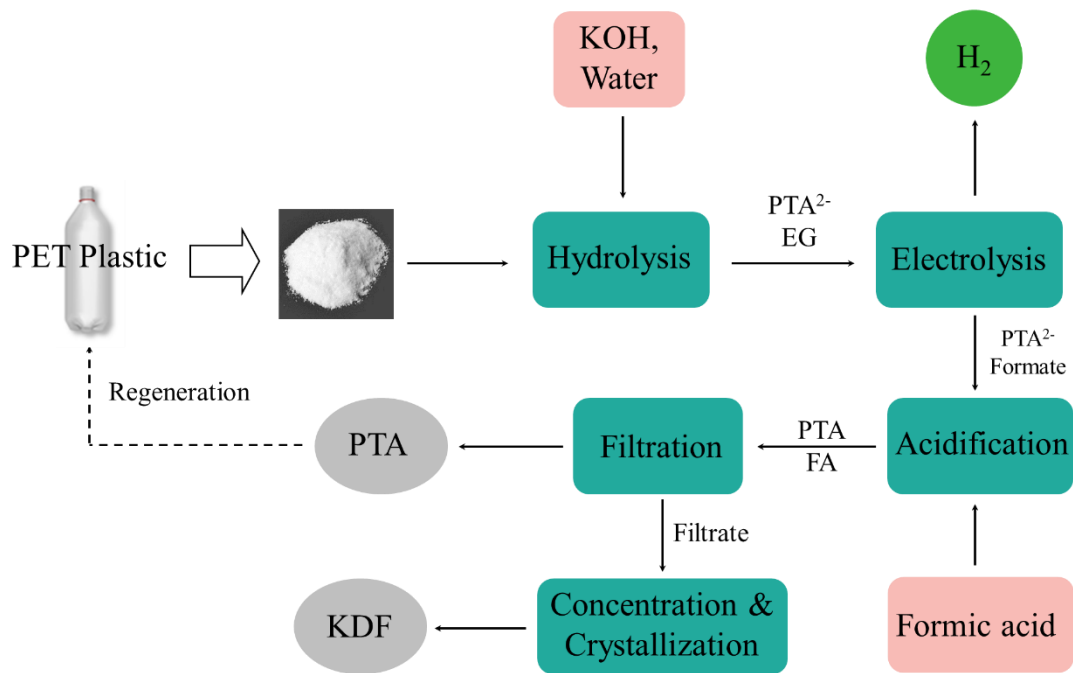 KOH,
Water
H₂
PET Plastic
Hydrolysis
PTA²⁻
EG
Electrolysis
PTA²⁻
Formate
Regeneration
PTA
Filtration
PTA
FA
Acidification
Filtrate
KDF
Concentration &
Crystallization
Formic acid